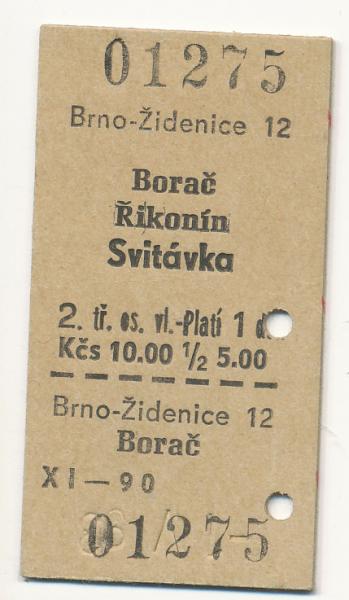 01275
Brno-Židenice 12
Borač
Řikonín
Svitávka
2. tř. os. vl.-Platí 1 d.
Kčs 10.00 ½ 5.00
Brno-Židenice 12
Borač
XI—90
01275